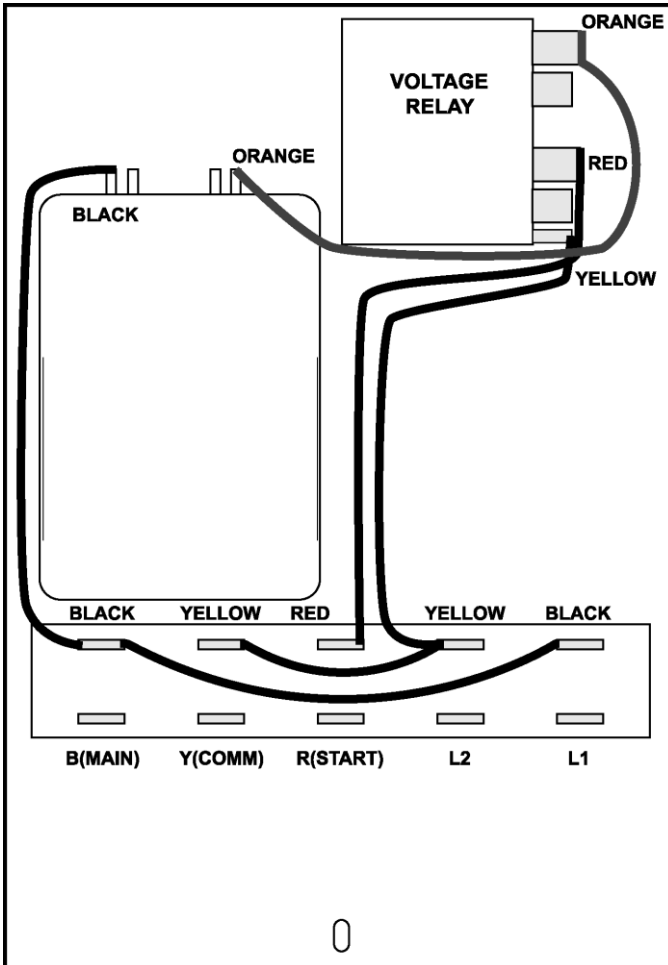 ORANGE
VOLTAGE
RELAY
ORANGE
RED
BLACK
YELLOW
BLACK YELLOW RED YELLOW BLACK
B(MAIN) Y(COMM) R(START) L2 L1